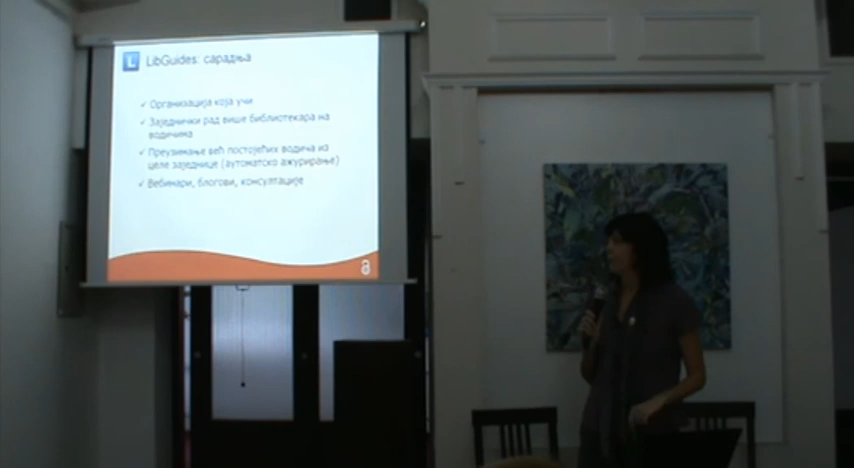 L LibGuides: сарадња
✓ Организација која учи
✓ Заједнички рад више библиотекара на
водичима
✓ Преузимање већ постојећих водича из
целе заједнице (аутоматско ажурирање)
✓ Вебинари, блогови, консултације